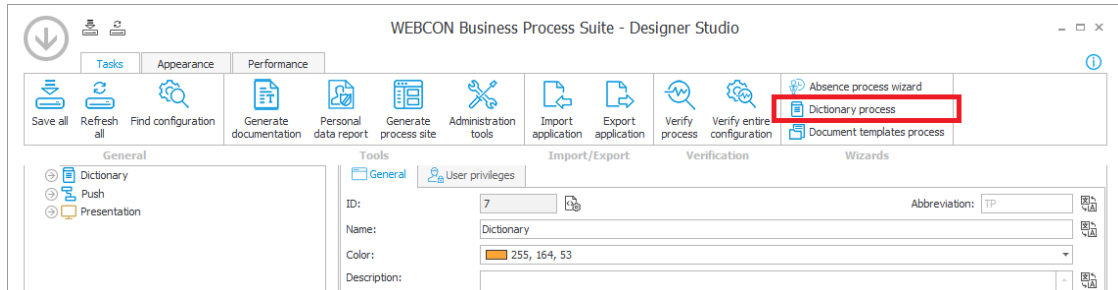 WEBCON Business Process Suite - Designer Studio
Tasks Appearance Performance
Save all Refresh all Find configuration Generate documentation Personal data report Generate process site Administration tools Import application Export application Verify process Verify entire configuration
Absence process wizard
Dictionary process
Document templates process
General Tools Import/Export Verification Wizards
Dictionary
Push
Presentation
General User privileges
ID: 7 Abbreviation: TP
Name: Dictionary
Color: 255, 164, 53
Description: